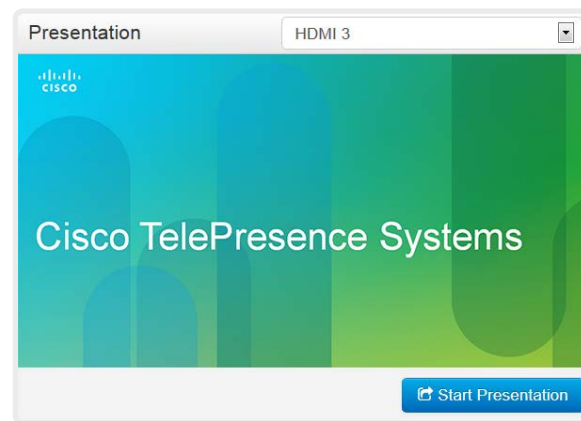 Presentation
HDMI 3
CISCO
Cisco TelePresence Systems
Start Presentation